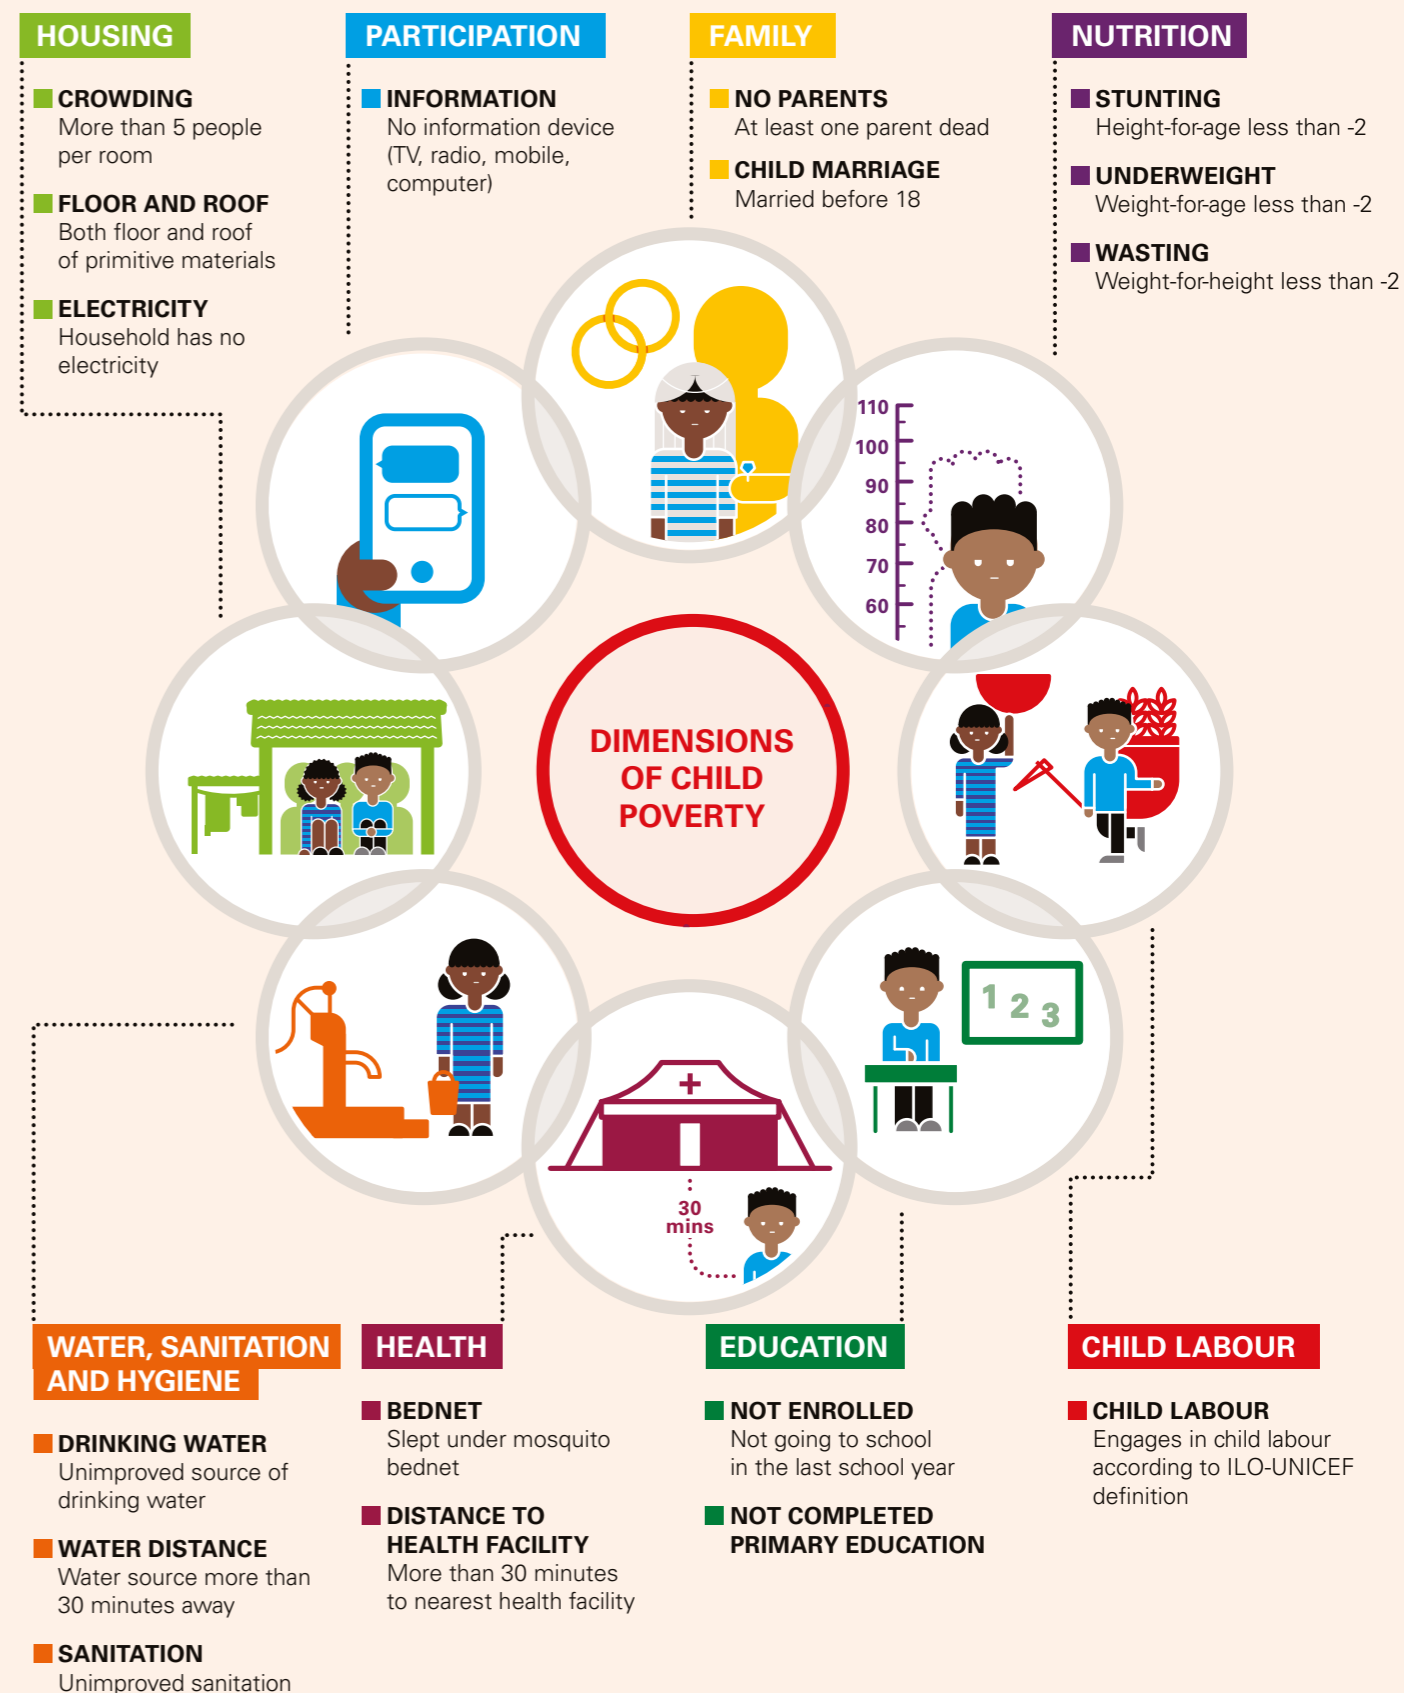 HOUSING
CROWDING
More than 5 people
per room
FLOOR AND ROOF
Both floor and roof
of primitive materials
ELECTRICITY
Household has no
electricity
PARTICIPATION
INFORMATION
No information device
(TV, radio, mobile,
computer)
FAMILY
NO PARENTS
At least one parent dead
CHILD MARRIAGE
Married before 18
NUTRITION
STUNTING
Height-for-age less than -2
UNDERWEIGHT
Weight-for-age less than -2
WASTING
Weight-for-height less than -2
110
100
90
80
70
60
DIMENSIONS
OF CHILD
POVERTY
1 2 3
30
mins
WATER, SANITATION
AND HYGIENE
DRINKING WATER
Unimproved source of
drinking water
WATER DISTANCE
Water source more than
30 minutes away
SANITATION
Unimproved sanitation
HEALTH
BEDNET
Slept under mosquito
bednet
DISTANCE TO
HEALTH FACILITY
More than 30 minutes
to nearest health facility
EDUCATION
NOT ENROLLED
Not going to school
in the last school year
NOT COMPLETED
PRIMARY EDUCATION
CHILD LABOUR
CHILD LABOUR
Engages in child labour
according to ILO-UNICEF
definition